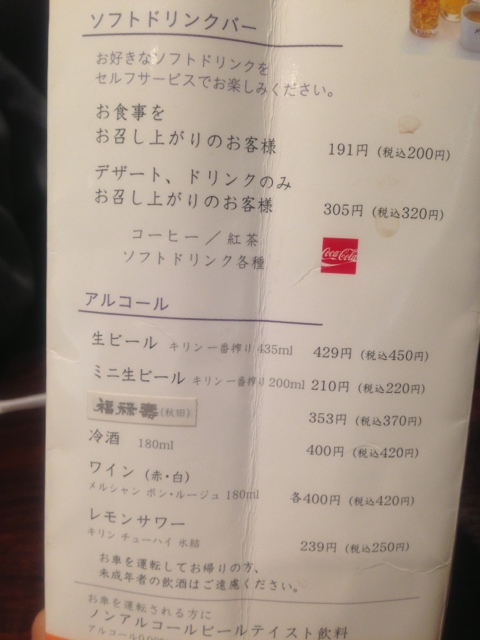 ソフトドリンクバー
お好きなソフトドリンクを
セルフサービスでお楽しみください。
お食事を
お召し上がりのお客様 191円 (税込200円)
デザート、ドリンクのみ
お召し上がりのお客様 305円 (税込320円)
コーヒー／紅茶
ソフトドリンク各種
Coca-Cola
アルコール
生ビール キリン一番搾り 435ml 429円 (税込450円)
ミニ生ビール キリン一番搾り 200ml 210円 (税込220円)
福禄寿(秋田) 353円 (税込370円)
冷酒 180ml 400円 (税込420円)
ワイン (赤・白)
メルシャン ボン・ルージュ 180ml 各400円 (税込420円)
レモンサワー
キリン チューハイ 氷結 239円 (税込250円)
お車を運転してお帰りの方、
未成年者の飲酒はご遠慮ください。
お車を運転される方に
ノンアルコールビールテイスト飲料